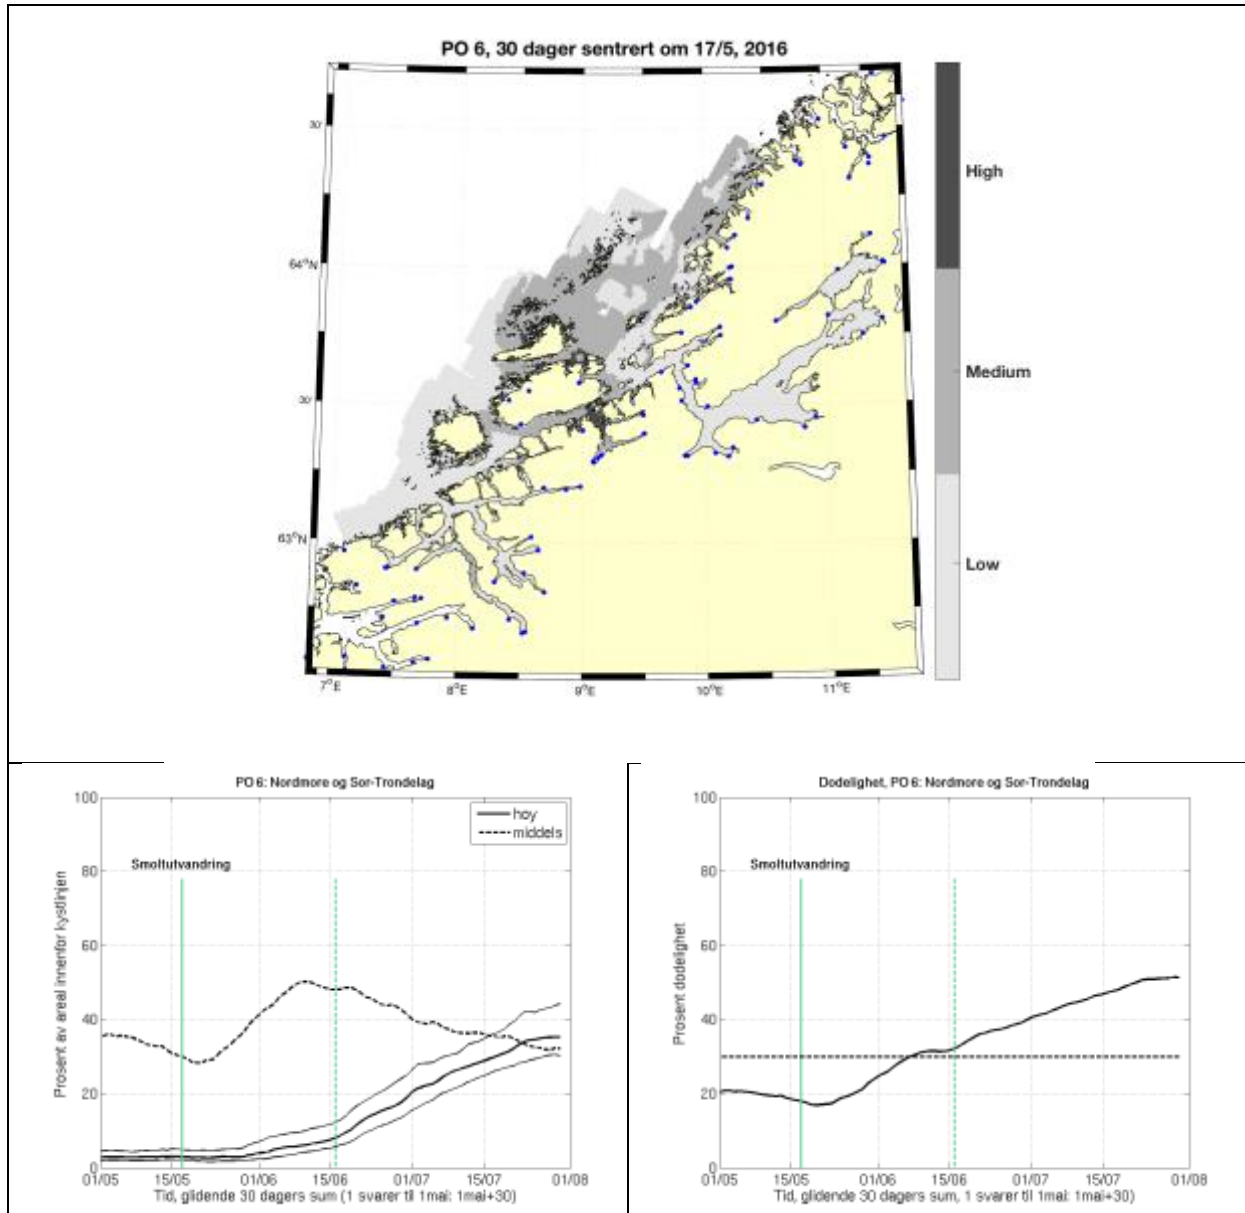 PO 6, 30 dager sentrert om 17/5, 2016
30'
64°N
30'
63°N
7°E
8°E
9°E
10°E
11°E
High
Medium
Low
PO 6: Nordmore og Sor-Trondelag
hoy
middels
Smoltutvandring
Prosent av areal innenfor kystlinjen
100
80
60
40
20
0
01/05
15/05
01/06
15/06
01/07
15/07
01/08
Tid, glidende 30 dagers sum (1 svarer til 1mai: 1mai+30)
Dodelighet, PO 6: Nordmore og Sor-Trondelag
Smoltutvandring
Prosent dodelighet
100
80
60
40
20
0
01/05
15/05
01/06
15/06
01/07
15/07
01/08
Tid, glidende 30 dagers sum, 1 svarer til 1mai: 1mai+30)